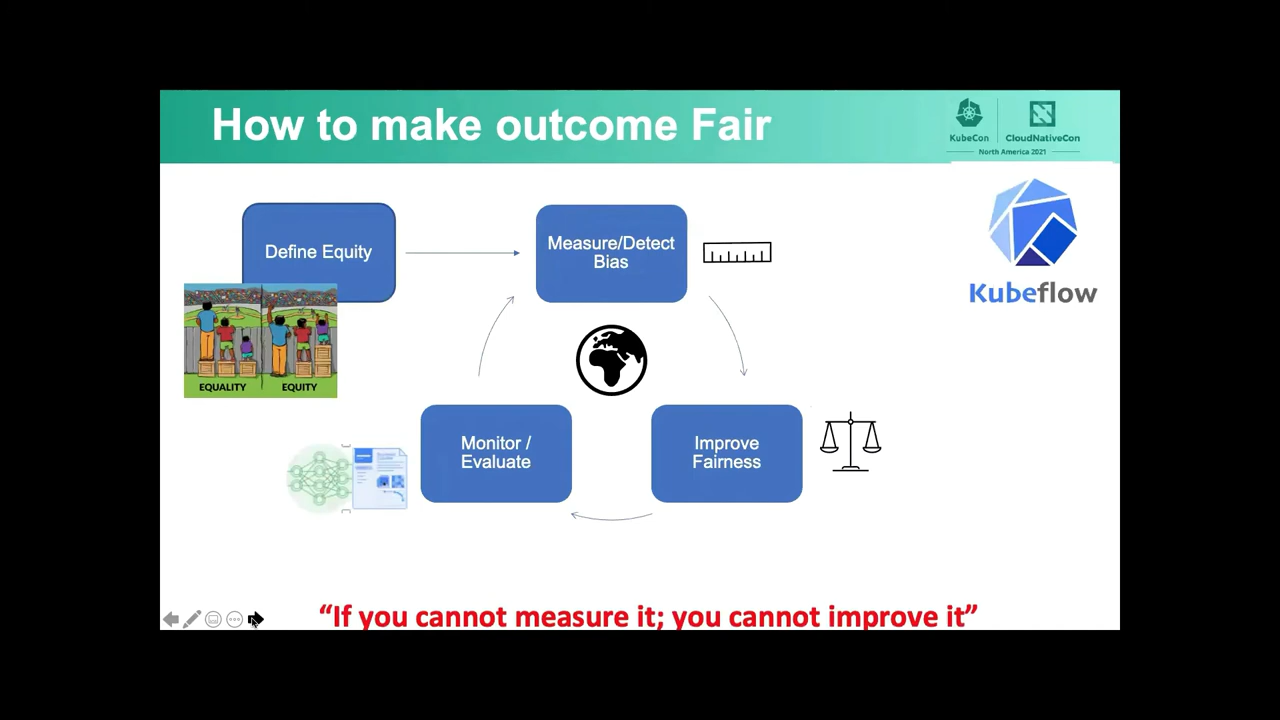 How to make outcome Fair
KubeCon
CloudNativeCon
North America 2021
Define Equity
Measure/Detect
Bias
Kubeflow
EQUALITY
EQUITY
Monitor /
Evaluate
Improve
Fairness
“If you cannot measure it; you cannot improve it”